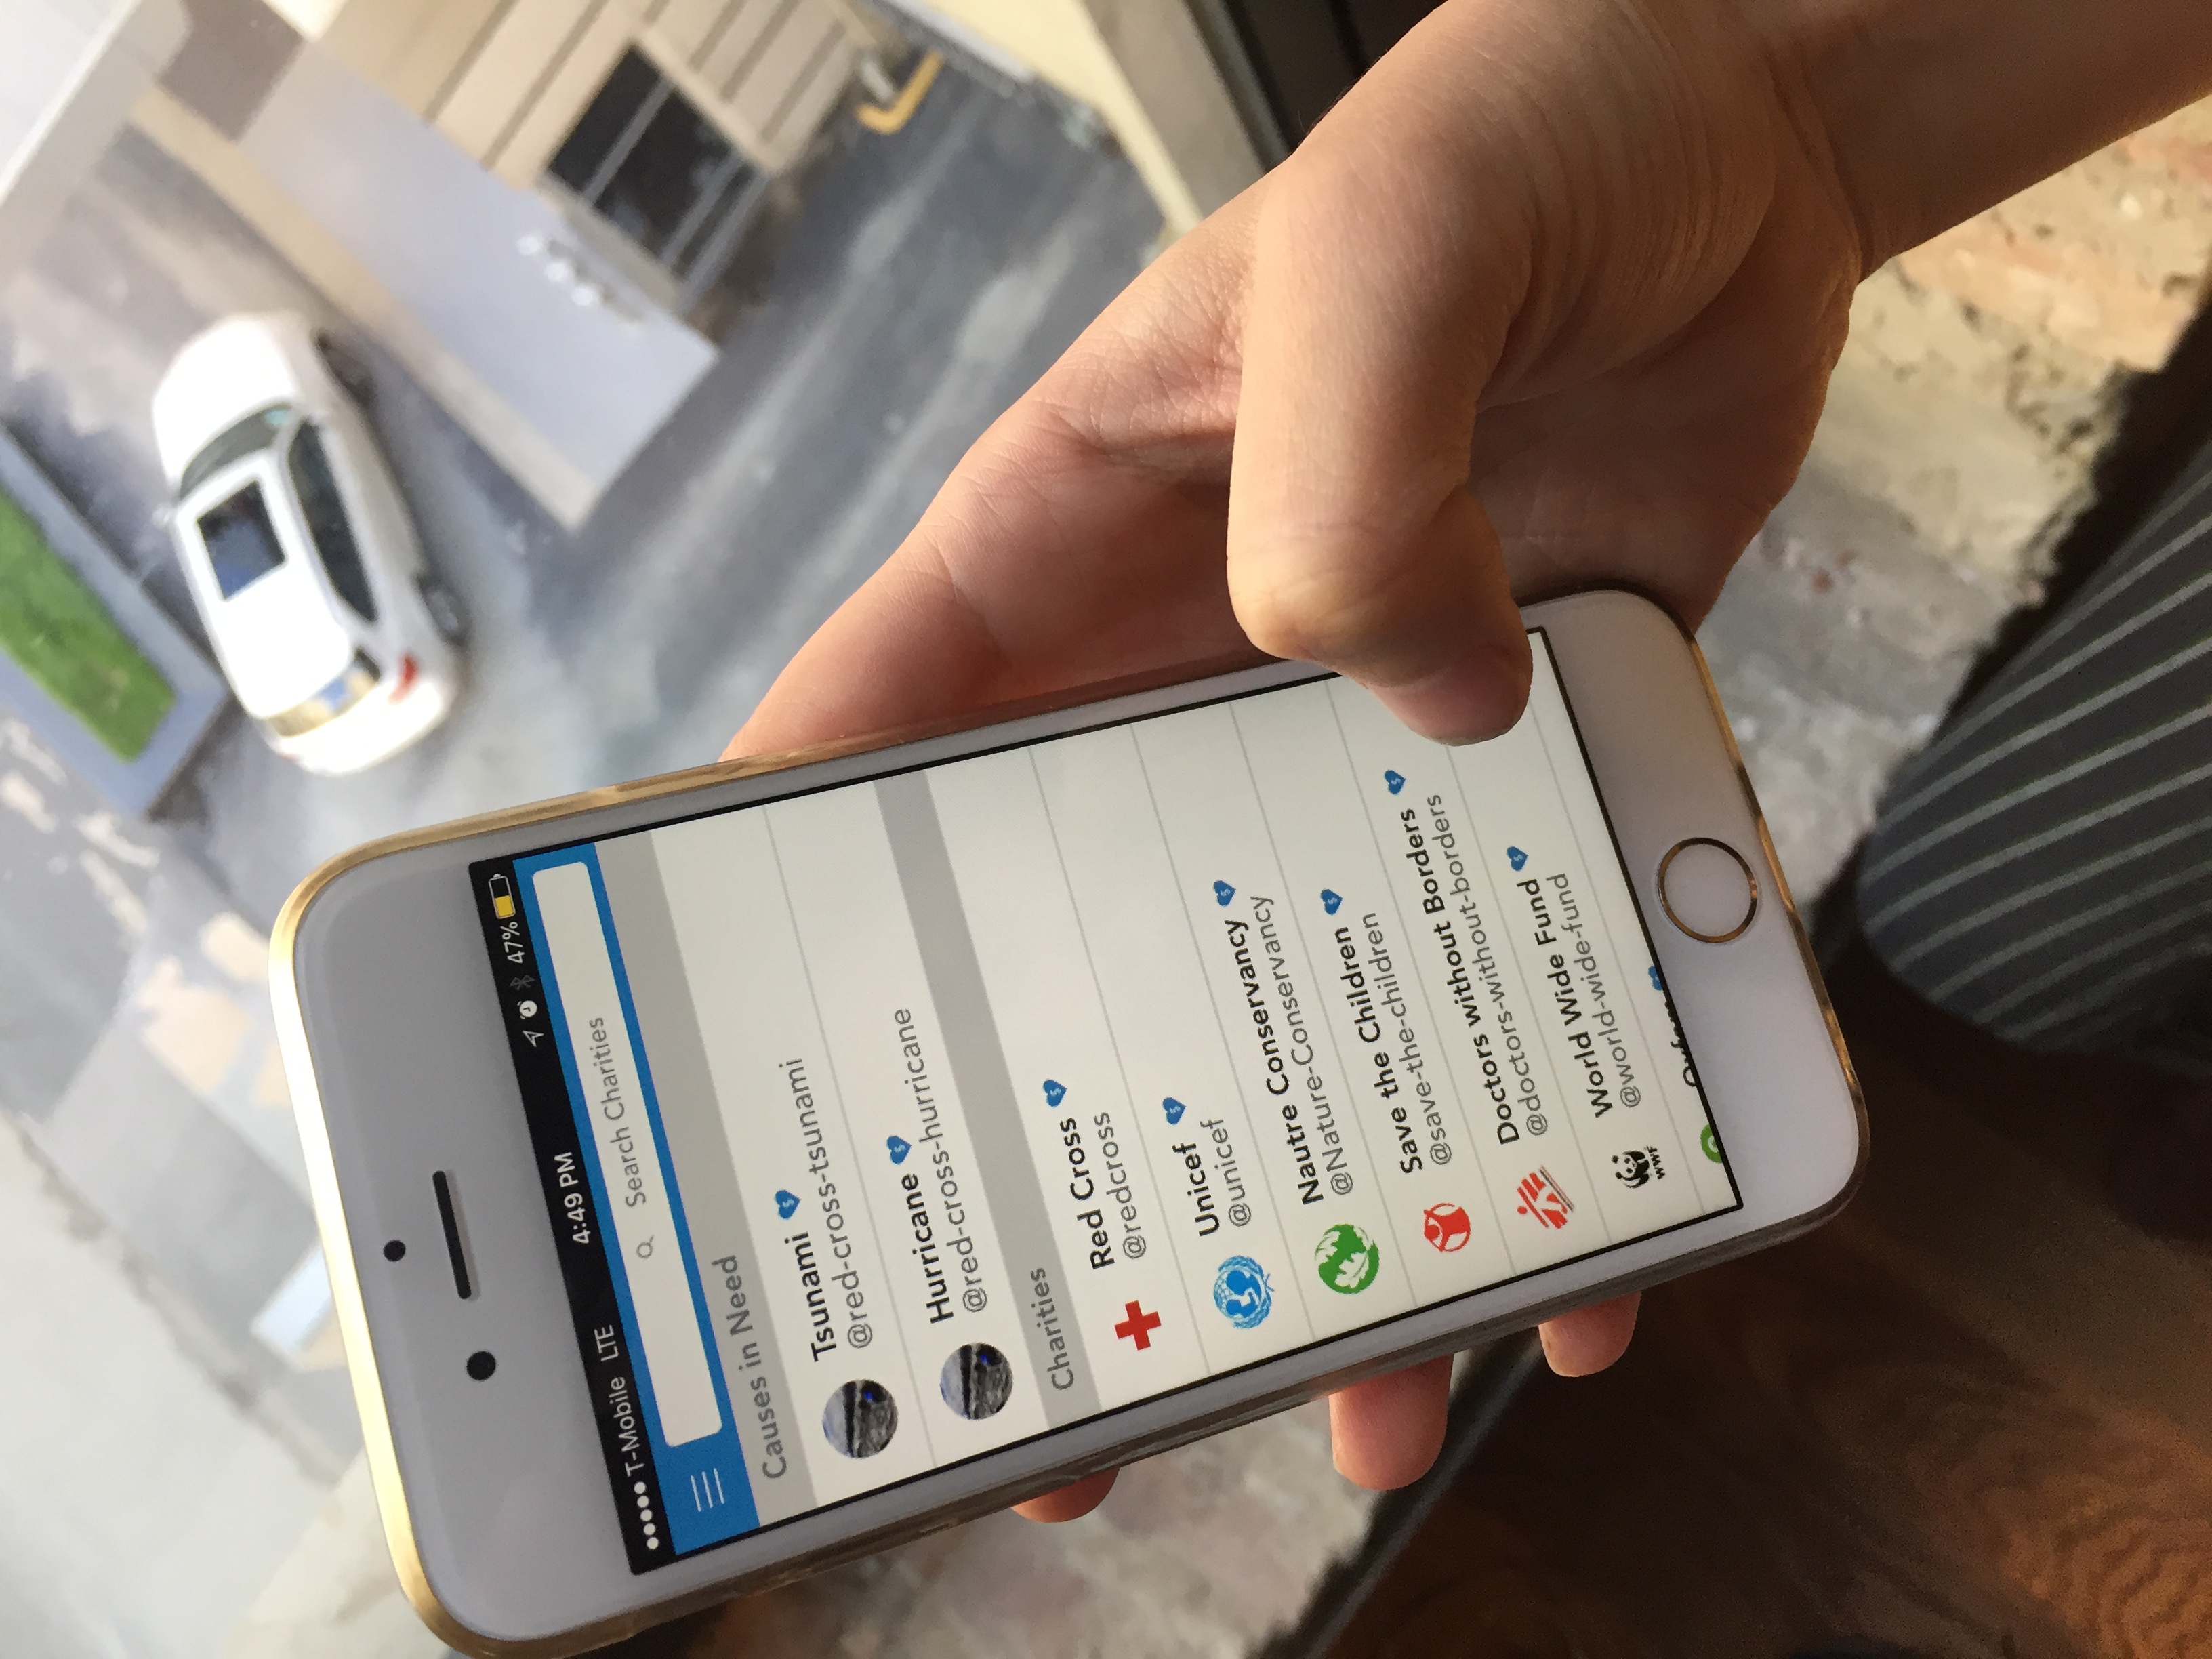 T-Mobile LTE 4:49 PM 47%
Search Charities
Causes in Need
Tsunami
@red-cross-tsunami
Hurricane
@red-cross-hurricane
Charities
Red Cross
@redcross
Unicef
@unicef
Nautre Conservancy
@Nature-Conservancy
Save the Children
@save-the-children
Doctors without Borders
@doctors-without-borders
World Wide Fund
@world-wide-fund
WWF